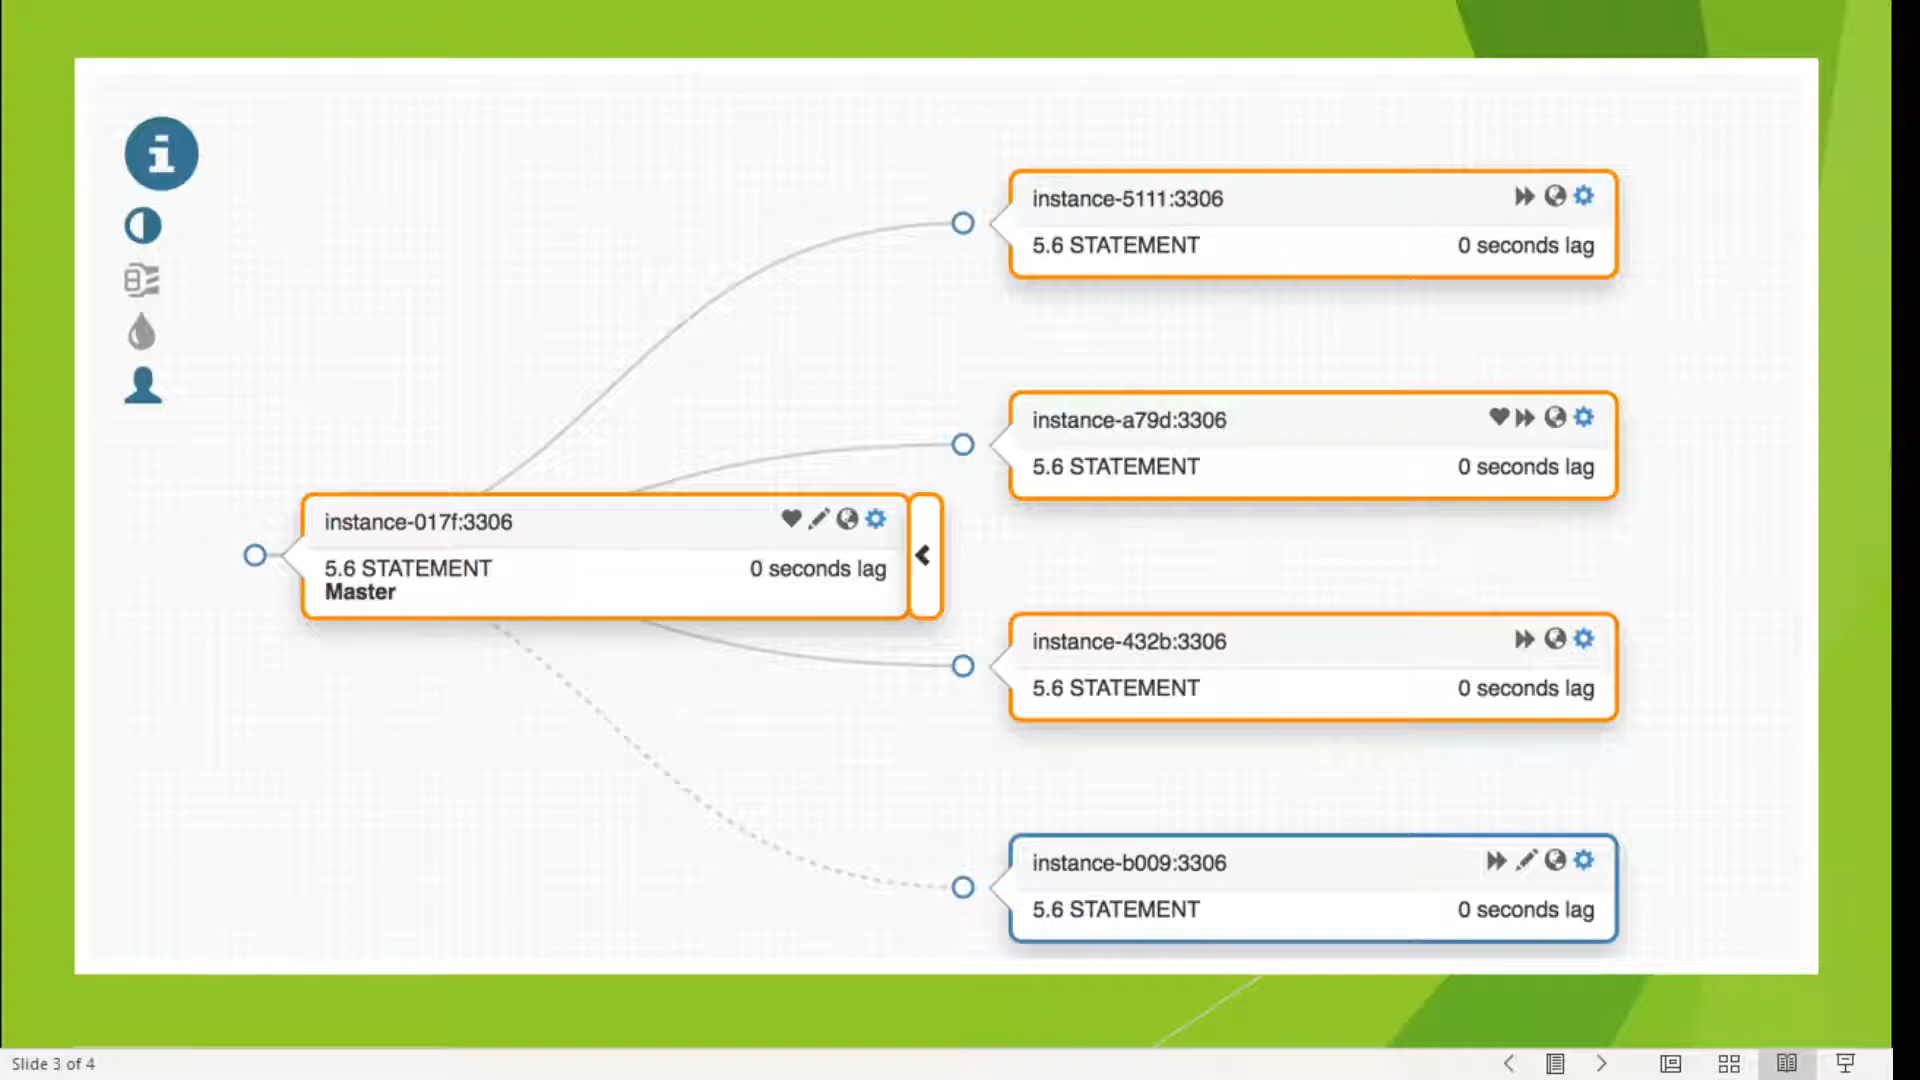 instance-5111:3306
5.6 STATEMENT 0 seconds lag
instance-a79d:3306
5.6 STATEMENT 0 seconds lag
instance-017f:3306
5.6 STATEMENT 0 seconds lag
Master
instance-432b:3306
5.6 STATEMENT 0 seconds lag
instance-b009:3306
5.6 STATEMENT 0 seconds lag
Slide 3 of 4